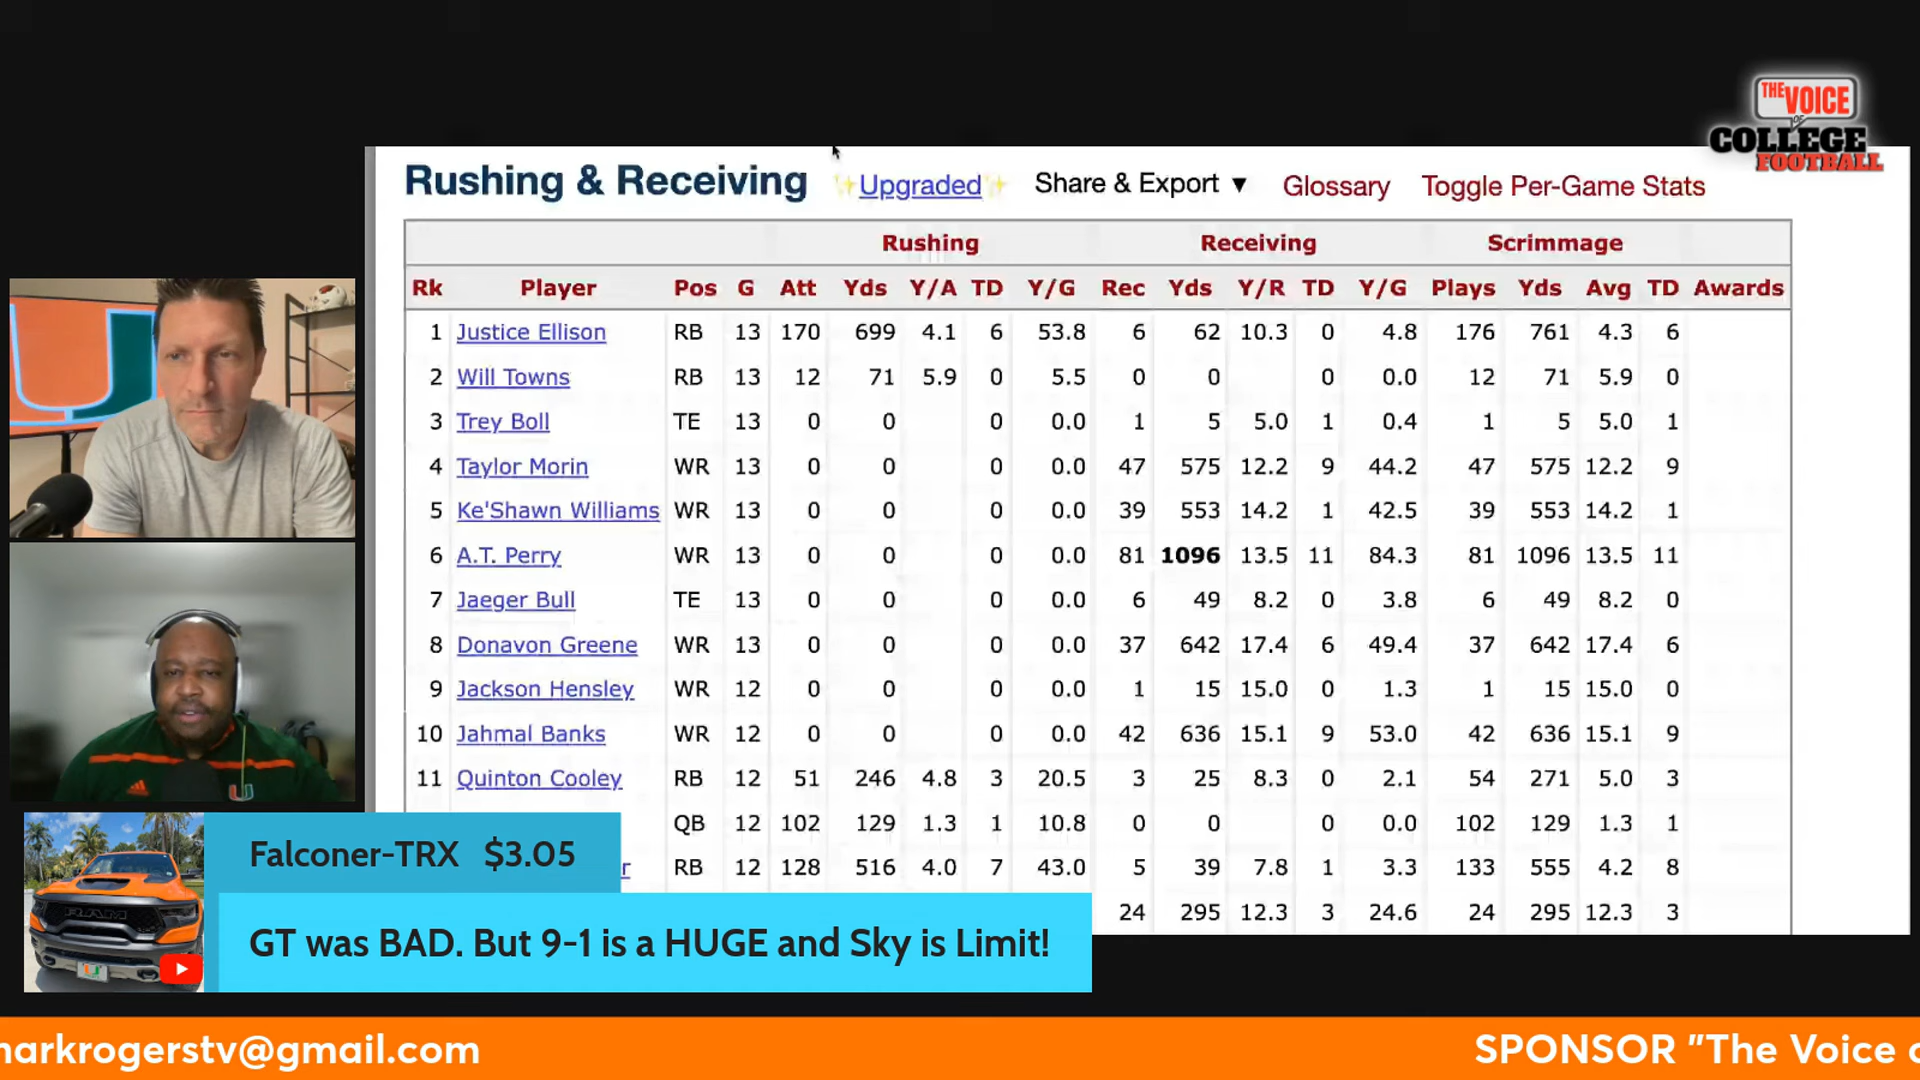 THE VOICE
OF
COLLEGE
FOOTBALL
Rushing & Receiving ✨Upgraded✨ Share & Export ▼ Glossary Toggle Per-Game Stats
Rushing Receiving Scrimmage
Rk Player Pos G Att Yds Y/A TD Y/G Rec Yds Y/R TD Y/G Plays Yds Avg TD Awards
1 Justice Ellison RB 13 170 699 4.1 6 53.8 6 62 10.3 0 4.8 176 761 4.3 6
2 Will Towns RB 13 12 71 5.9 0 5.5 0 0 0 0.0 12 71 5.9 0
3 Trey Boll TE 13 0 0 0 0.0 1 5 5.0 1 0.4 1 5 5.0 1
4 Taylor Morin WR 13 0 0 0 0.0 47 575 12.2 9 44.2 47 575 12.2 9
5 Ke'Shawn Williams WR 13 0 0 0 0.0 39 553 14.2 1 42.5 39 553 14.2 1
6 A.T. Perry WR 13 0 0 0 0.0 81 1096 13.5 11 84.3 81 1096 13.5 11
7 Jaeger Bull TE 13 0 0 0 0.0 6 49 8.2 0 3.8 6 49 8.2 0
8 Donavon Greene WR 13 0 0 0 0.0 37 642 17.4 6 49.4 37 642 17.4 6
9 Jackson Hensley WR 12 0 0 0 0.0 1 15 15.0 0 1.3 1 15 15.0 0
10 Jahmal Banks WR 12 0 0 0 0.0 42 636 15.1 9 53.0 42 636 15.1 9
11 Quinton Cooley RB 12 51 246 4.8 3 20.5 3 25 8.3 0 2.1 54 271 5.0 3
QB 12 102 129 1.3 1 10.8 0 0 0 0.0 102 129 1.3 1
r RB 12 128 516 4.0 7 43.0 5 39 7.8 1 3.3 133 555 4.2 8
24 295 12.3 3 24.6 24 295 12.3 3
Falconer-TRX $3.05
GT was BAD. But 9-1 is a HUGE and Sky is Limit!
RAM
U
narkrogerstv@gmail.com SPONSOR "The Voice o